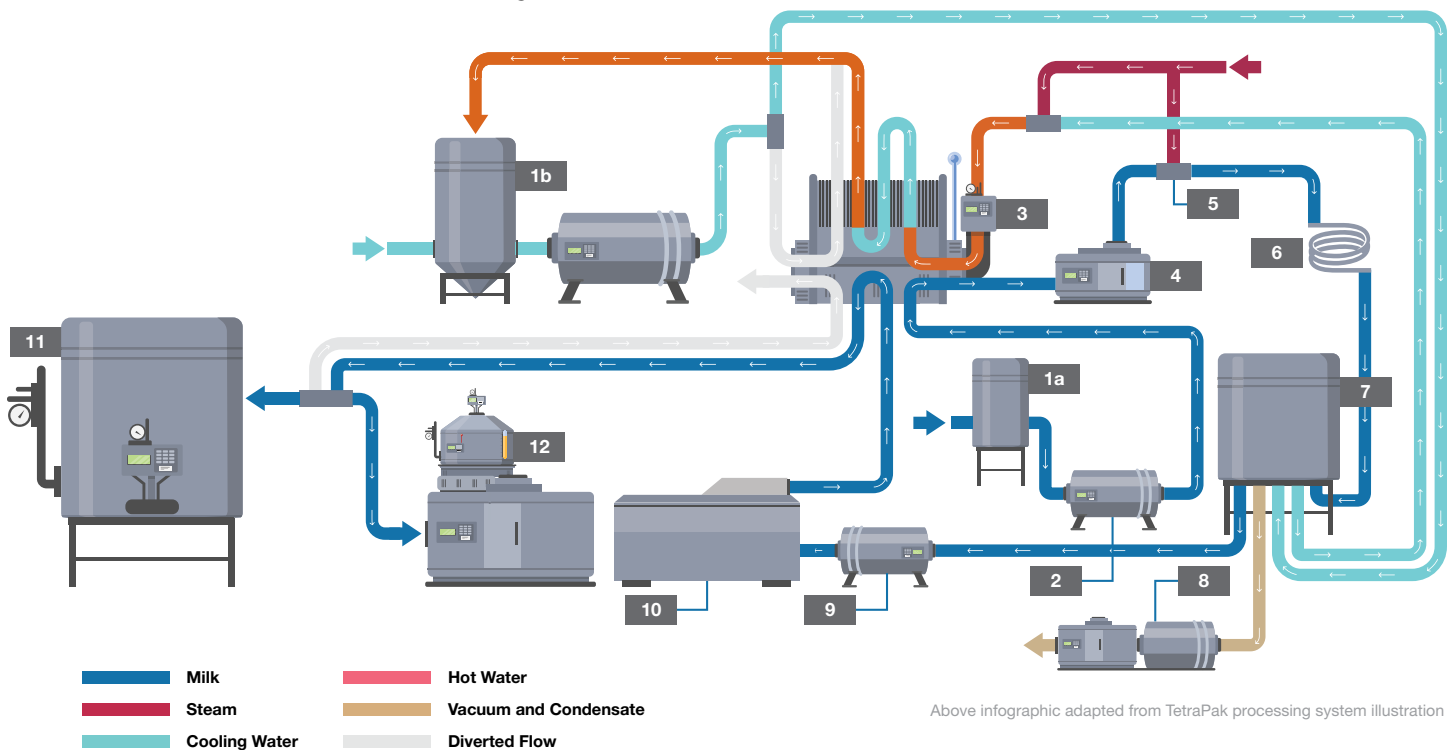 1b
3
5
4
6
11
1a
7
12
2
8
10
9
Milk
Hot Water
Steam
Vacuum and Condensate
Cooling Water
Diverted Flow
Above infographic adapted from TetraPak processing system illustration